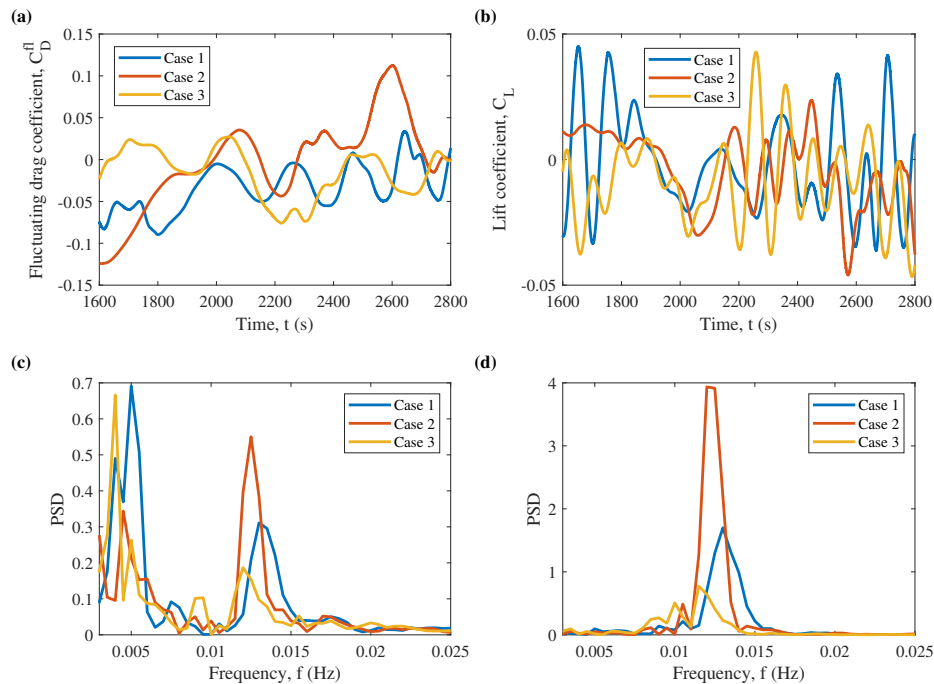 (a)
Fluctuating drag coefficient, C_D^fl
0.15
0.1
0.05
0
-0.05
-0.1
-0.15
Case 1
Case 2
Case 3
1600 1800 2000 2200 2400 2600 2800
Time, t (s)
(b)
Lift coefficient, C_L
0.05
0
-0.05
Case 1
Case 2
Case 3
1600 1800 2000 2200 2400 2600 2800
Time, t (s)
(c)
PSD
0.7
0.6
0.5
0.4
0.3
0.2
0.1
0
Case 1
Case 2
Case 3
0.005 0.01 0.015 0.02 0.025
Frequency, f (Hz)
(d)
PSD
4
3
2
1
0
Case 1
Case 2
Case 3
0.005 0.01 0.015 0.02 0.025
Frequency, f (Hz)